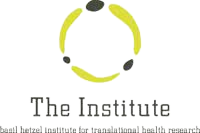 The Institute
basil hetzel institute for translational health research